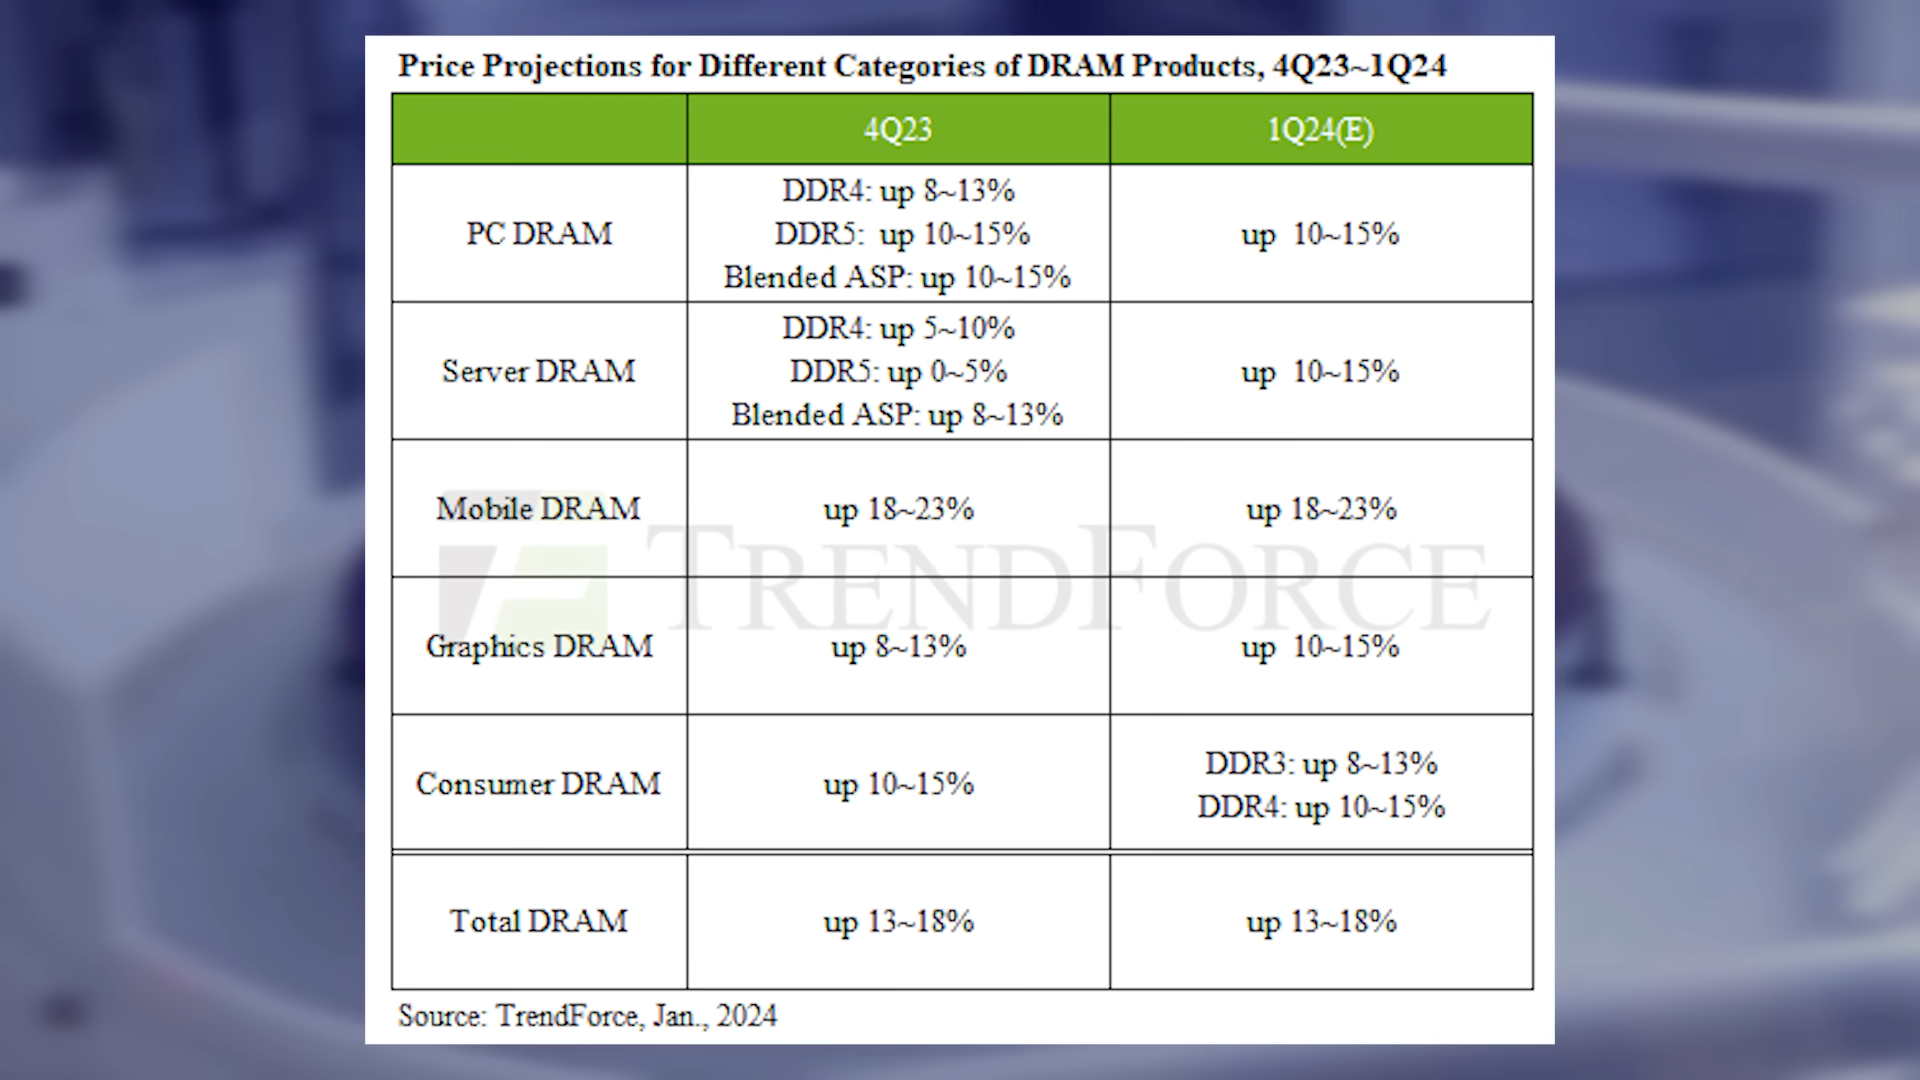 Price Projections for Different Categories of DRAM Products, 4Q23~1Q24
4Q23
1Q24(E)
PC DRAM
DDR4: up 8~13%
DDR5: up 10~15%
Blended ASP: up 10~15%
up 10~15%
Server DRAM
DDR4: up 5~10%
DDR5: up 0~5%
Blended ASP: up 8~13%
up 10~15%
Mobile DRAM
up 18~23%
up 18~23%
TRENDFORCE
Graphics DRAM
up 8~13%
up 10~15%
Consumer DRAM
up 10~15%
DDR3: up 8~13%
DDR4: up 10~15%
Total DRAM
up 13~18%
up 13~18%
Source: TrendForce, Jan., 2024